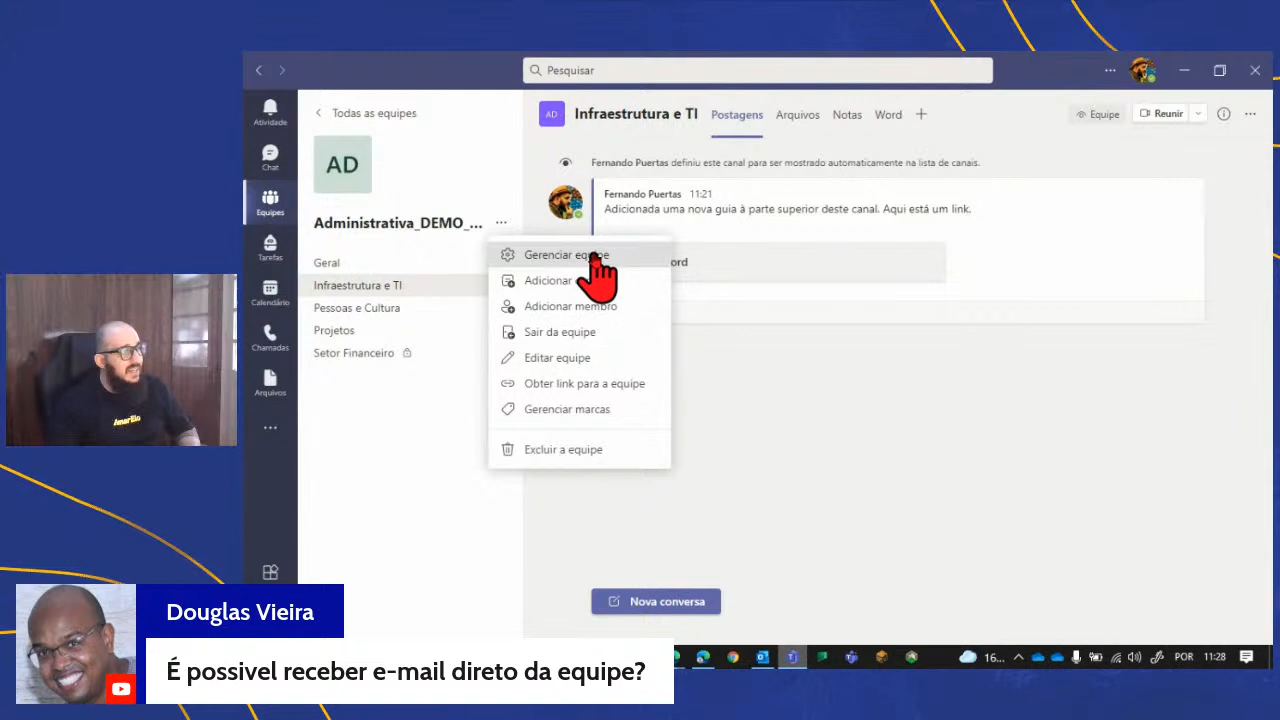 Pesquisar
Atividade
Chat
Equipes
Tarefas
Calendário
Chamadas
Arquivos
Todas as equipes
AD
Administrativa_DEMO_...
Geral
Infraestrutura e TI
Pessoas e Cultura
Projetos
Setor Financeiro
AD
Infraestrutura e TI
Postagens
Arquivos
Notas
Word
Equipe
Reunir
Fernando Puertas definiu este canal para ser mostrado automaticamente na lista de canais.
Fernando Puertas 11:21
Adicionada uma nova guia à parte superior deste canal. Aqui está um link.
ord
Gerenciar equipe
Adicionar
Adicionar membro
Sair da equipe
Editar equipe
Obter link para a equipe
Gerenciar marcas
Excluir a equipe
Nova conversa
16...
POR
11:28
AmarElo
Douglas Vieira
É possivel receber e-mail direto da equipe?